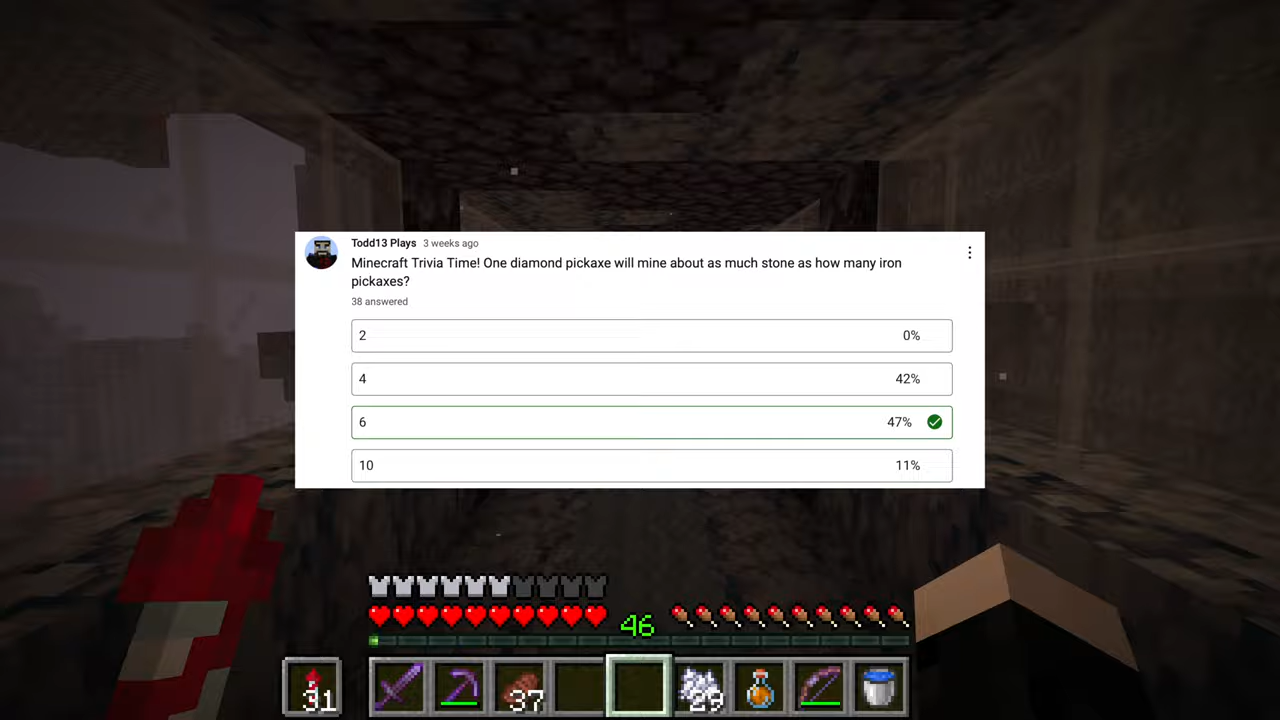 Todd13 Plays 3 weeks ago
Minecraft Trivia Time! One diamond pickaxe will mine about as much stone as how many iron
pickaxes?
38 answered
2 0%
4 42%
6 47%
10 11%
46
31 37 29